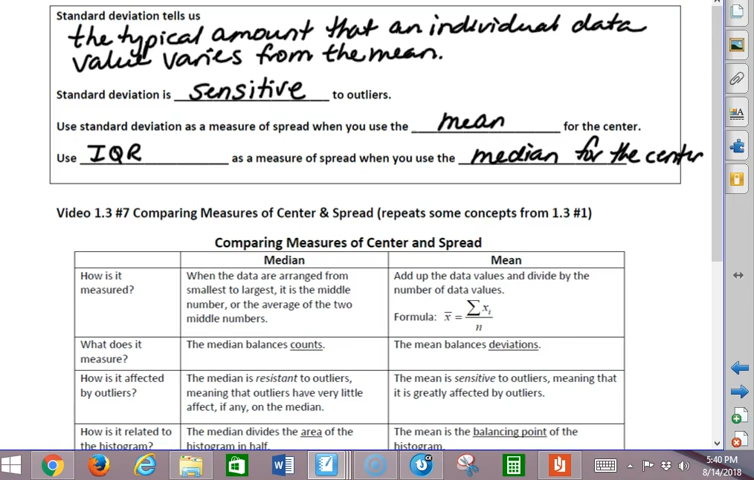 Standard deviation tells us
the typical amount that an individual data
value varies from the mean.
Standard deviation is sensitive to outliers.
Use standard deviation as a measure of spread when you use the mean for the center.
Use IQR as a measure of spread when you use the median for the center
Video 1.3 #7 Comparing Measures of Center & Spread (repeats some concepts from 1.3 #1)
Comparing Measures of Center and Spread
Median
Mean
How is it
measured?
When the data are arranged from
smallest to largest, it is the middle
number, or the average of the two
middle numbers.
Add up the data values and divide by the
number of data values.
Formula: x̄ = ∑xᵢ / n
What does it
measure?
The median balances counts.
The mean balances deviations.
How is it affected
by outliers?
The median is resistant to outliers,
meaning that outliers have very little
affect, if any, on the median.
The mean is sensitive to outliers, meaning that
it is greatly affected by outliers.
How is it related to
the histogram?
The median divides the area of the
histogram in half.
The mean is the balancing point of the
histogram.
5:40 PM
8/14/2018